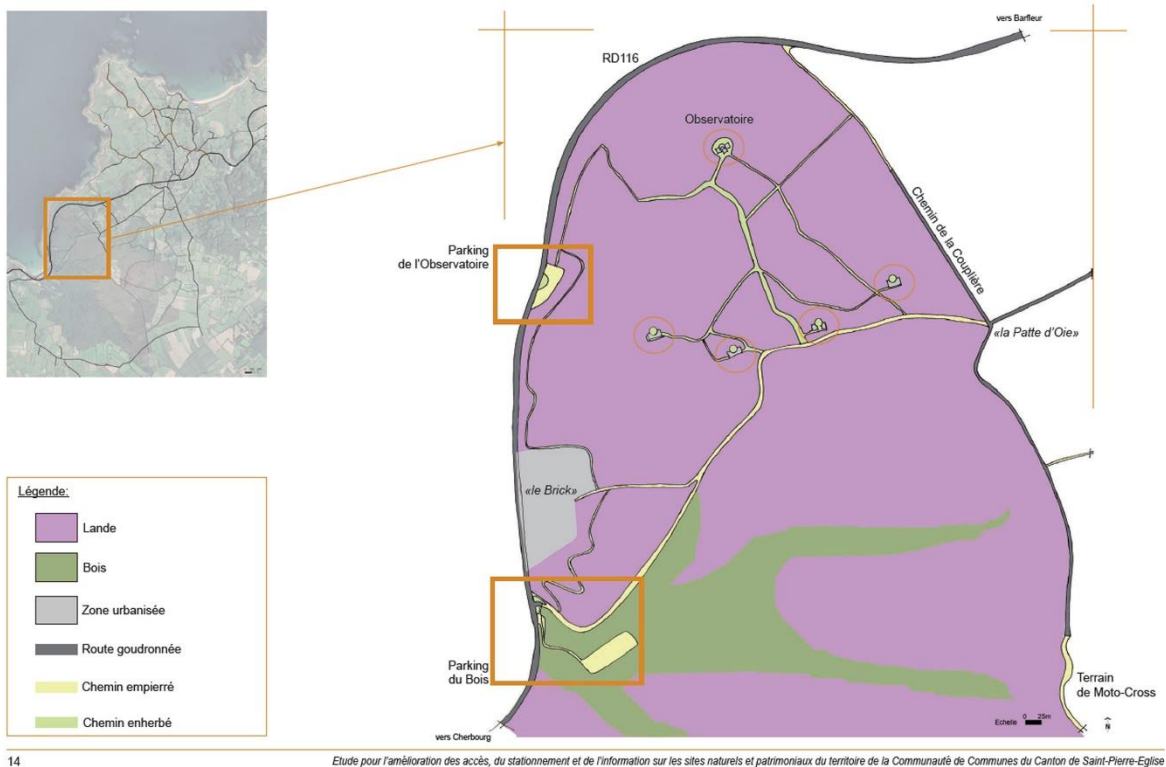 vers Barfleur
RD116
Observatoire
Chemin de la Couplière
Parking
de l'Observatoire
«la Patte d'Oie»
«le Brick»
Légende:
Lande
Bois
Zone urbanisée
Route goudronnée
Chemin empierré
Chemin enherbé
Parking
du Bois
Terrain
de Moto-Cross
Echelle 0 25m
N
vers Cherbourg
14
Etude pour l'amélioration des accès, du stationnement et de l'information sur les sites naturels et patrimoniaux du territoire de la Communauté de Communes du Canton de Saint-Pierre-Eglise